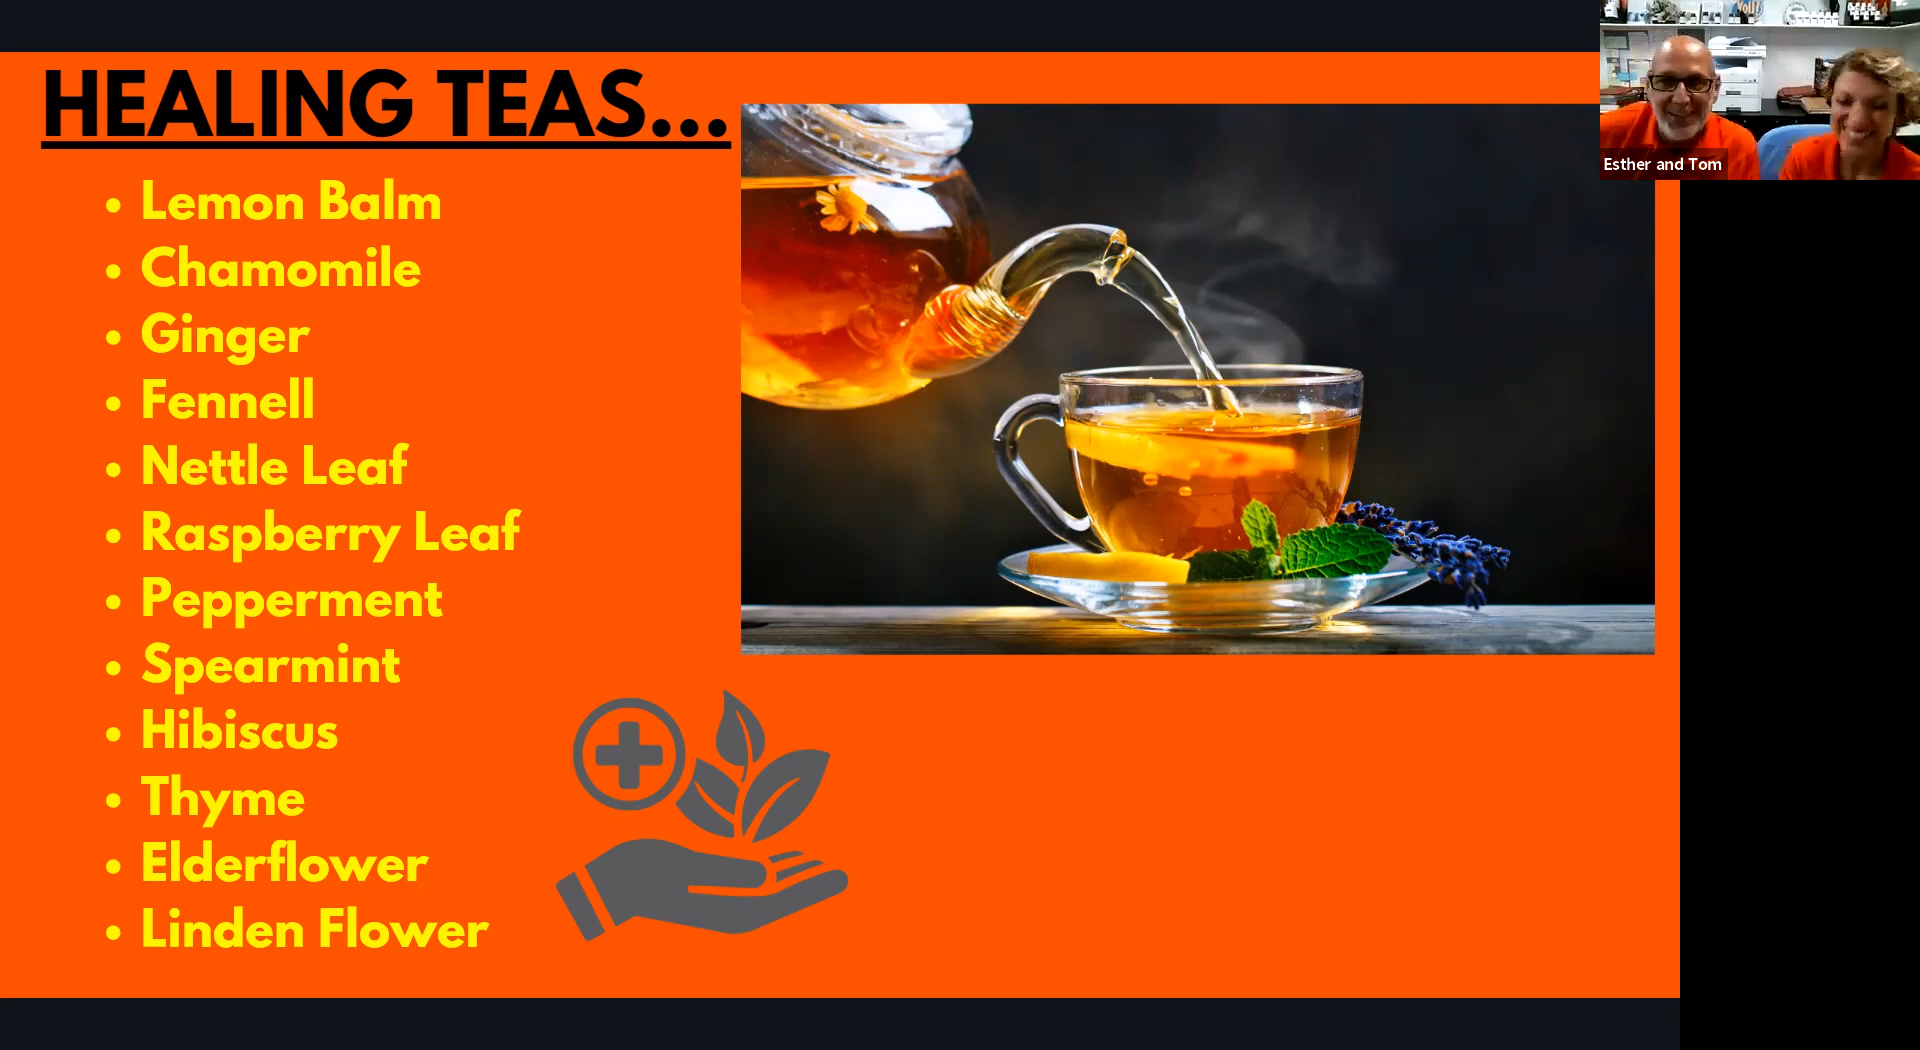 HEALING TEAS...
Lemon Balm
Chamomile
Ginger
Fennell
Nettle Leaf
Raspberry Leaf
Pepperment
Spearmint
Hibiscus
Thyme
Elderflower
Linden Flower
Esther and Tom